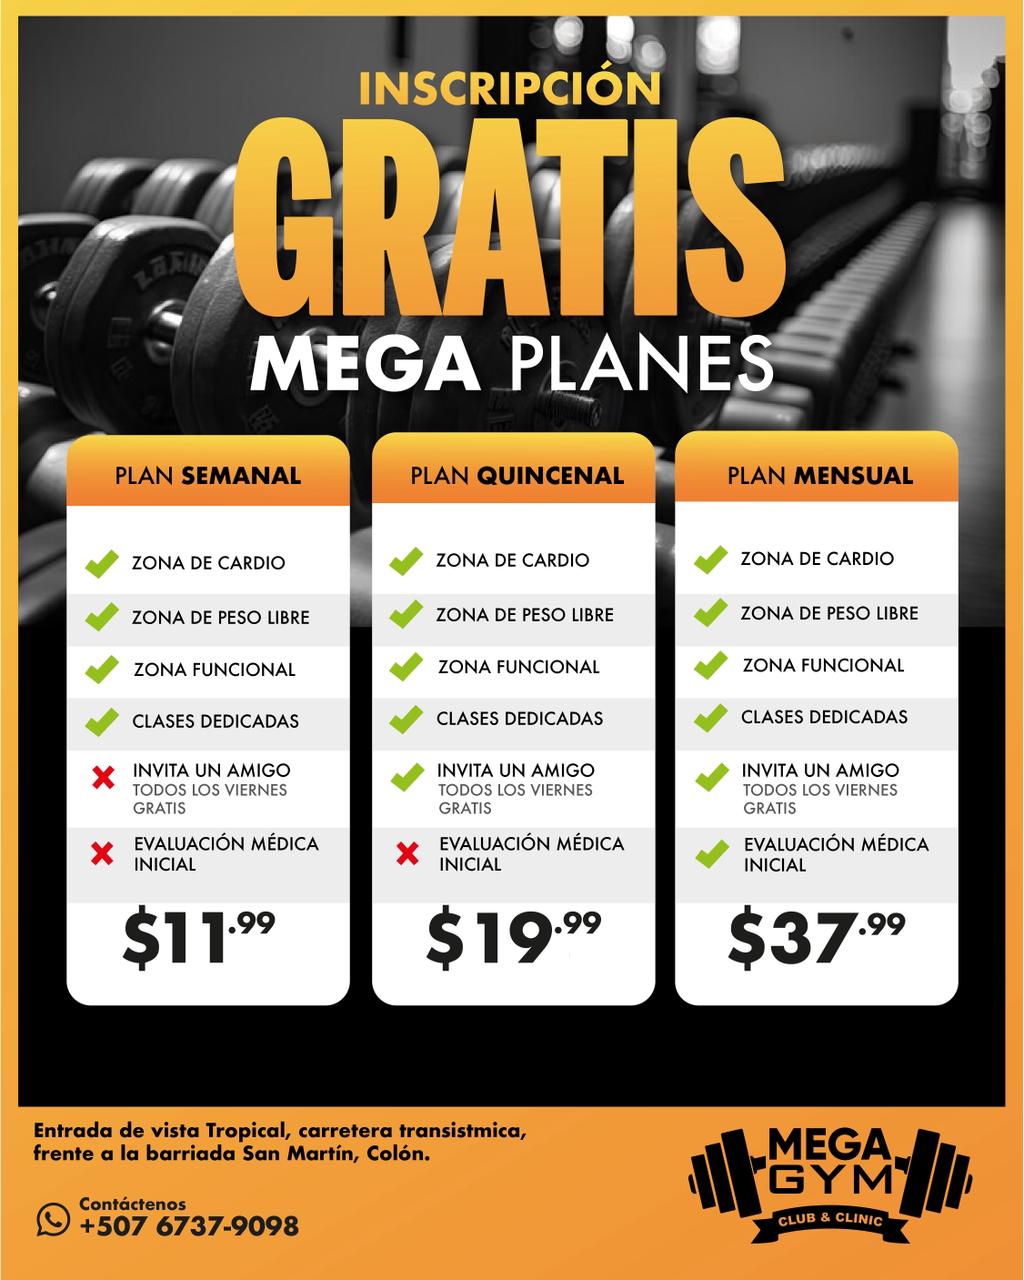 INSCRIPCIÓN
GRATIS
MEGA PLANES
PLAN SEMANAL
ZONA DE CARDIO
ZONA DE PESO LIBRE
ZONA FUNCIONAL
CLASES DEDICADAS
INVITA UN AMIGO
TODOS LOS VIERNES
GRATIS
EVALUACIÓN MÉDICA
INICIAL
$11.99
PLAN QUINCENAL
ZONA DE CARDIO
ZONA DE PESO LIBRE
ZONA FUNCIONAL
CLASES DEDICADAS
INVITA UN AMIGO
TODOS LOS VIERNES
GRATIS
EVALUACIÓN MÉDICA
INICIAL
$19.99
PLAN MENSUAL
ZONA DE CARDIO
ZONA DE PESO LIBRE
ZONA FUNCIONAL
CLASES DEDICADAS
INVITA UN AMIGO
TODOS LOS VIERNES
GRATIS
EVALUACIÓN MÉDICA
INICIAL
$37.99
Entrada de vista Tropical, carretera transistmica,
frente a la barriada San Martín, Colón.
Contáctenos
+507 6737-9098
MEGA
GYM
CLUB & CLINIC